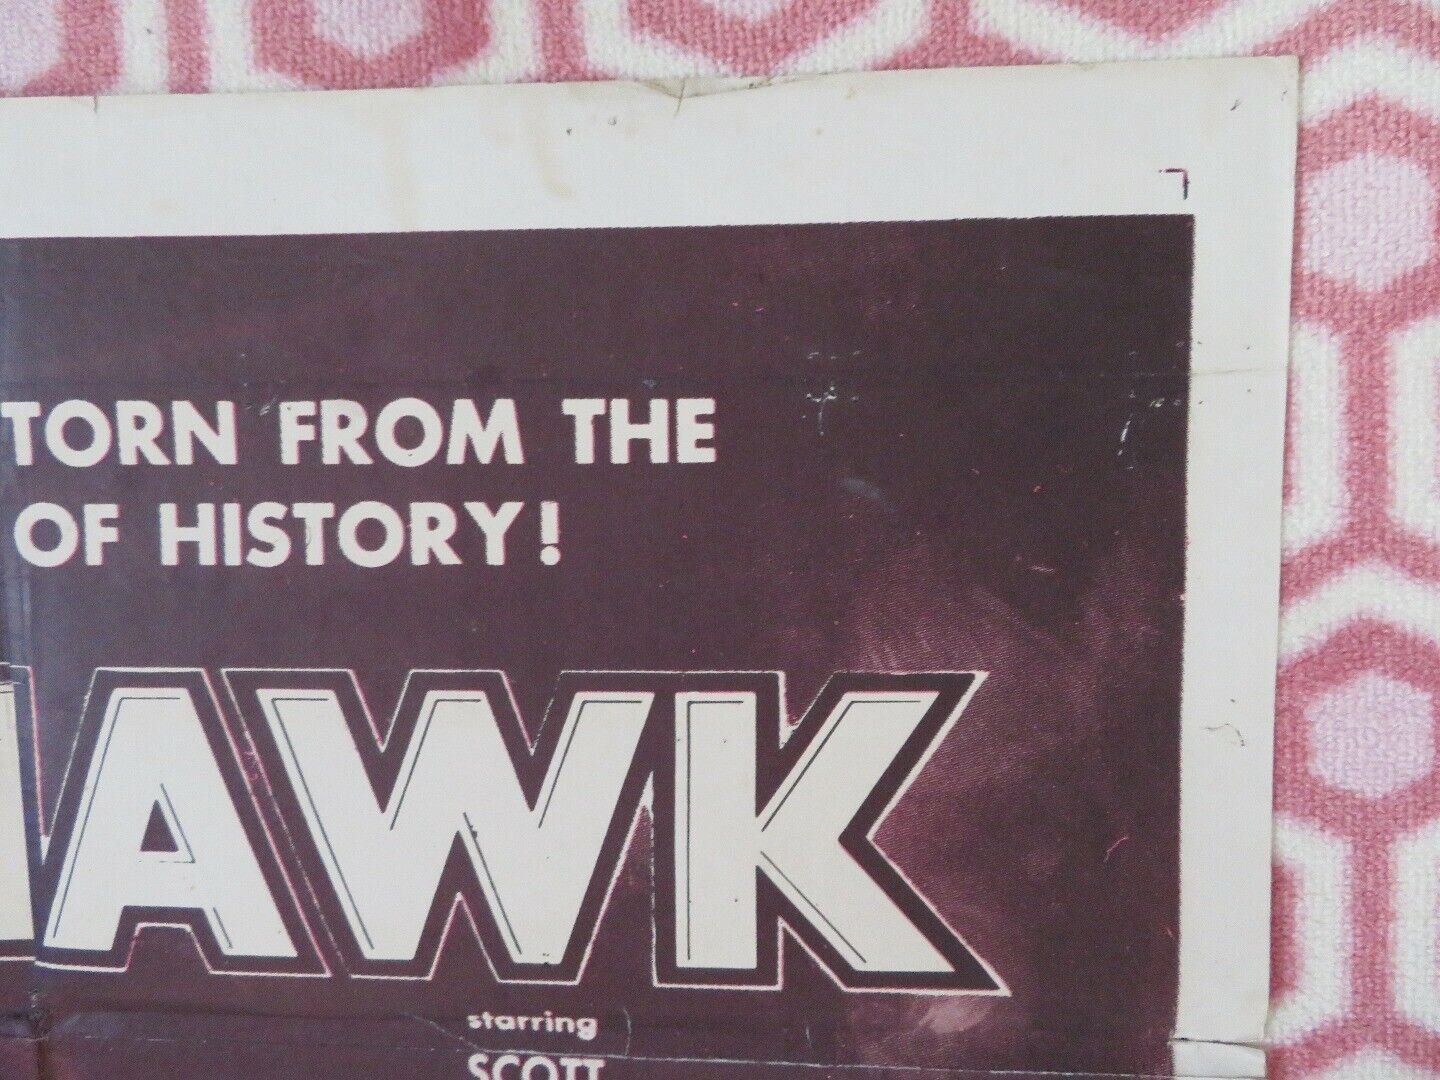 TORN FROM THE
OF HISTORY!
AWK
starring
SCOTT